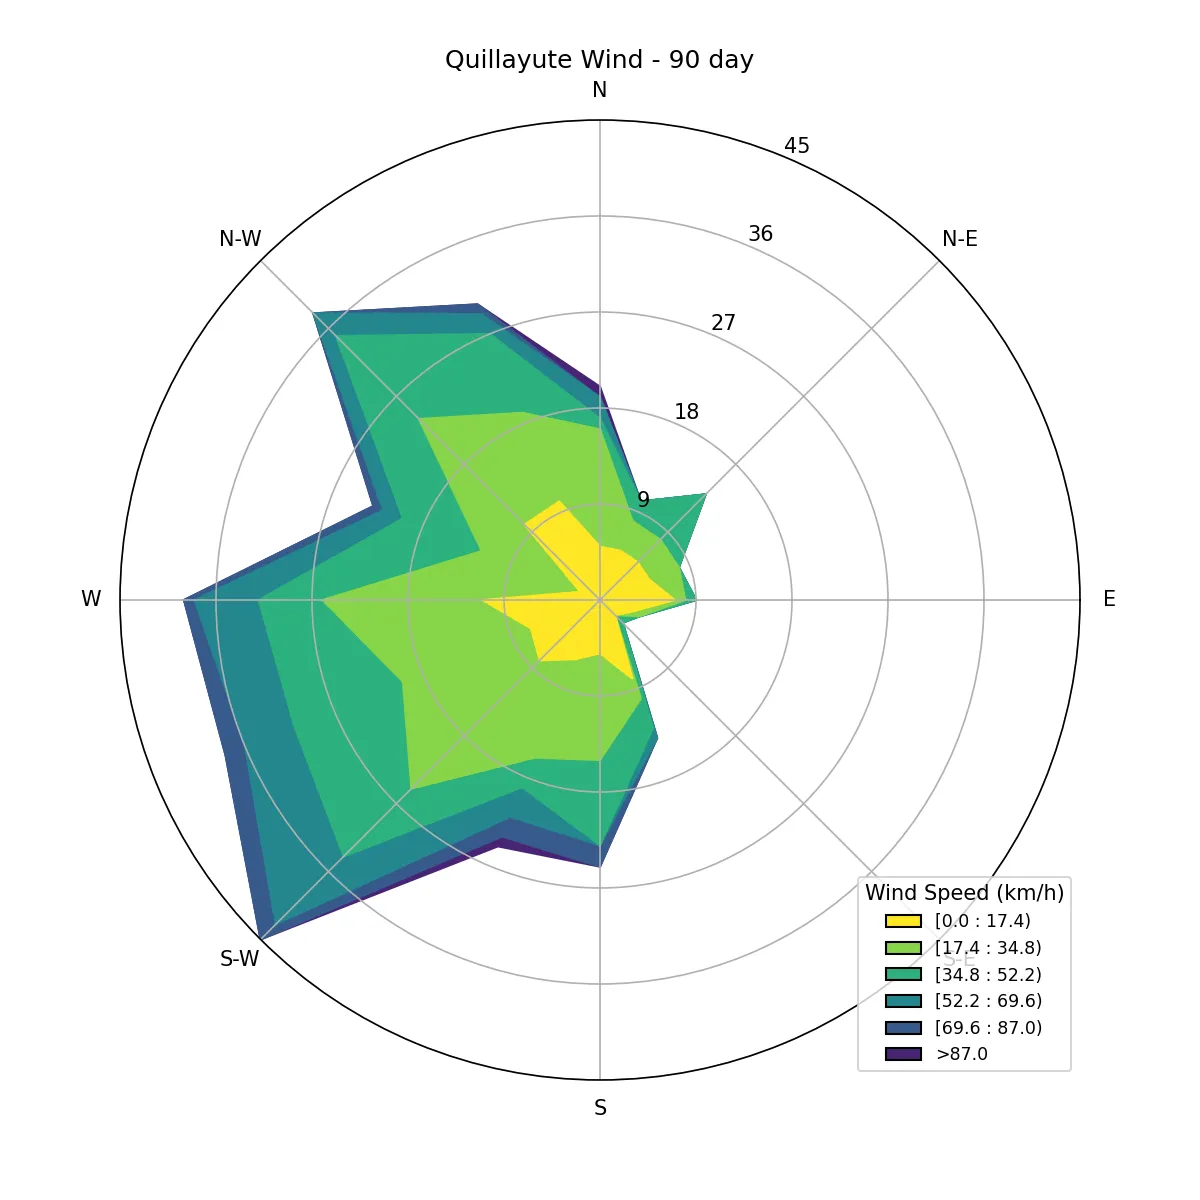 Quillayute Wind - 90 day
N
45
N-W
36
N-E
27
18
9
W
E
S-W
S-E
Wind Speed (km/h)
[0.0 : 17.4)
[17.4 : 34.8)
[34.8 : 52.2)
[52.2 : 69.6)
[69.6 : 87.0)
>87.0
S